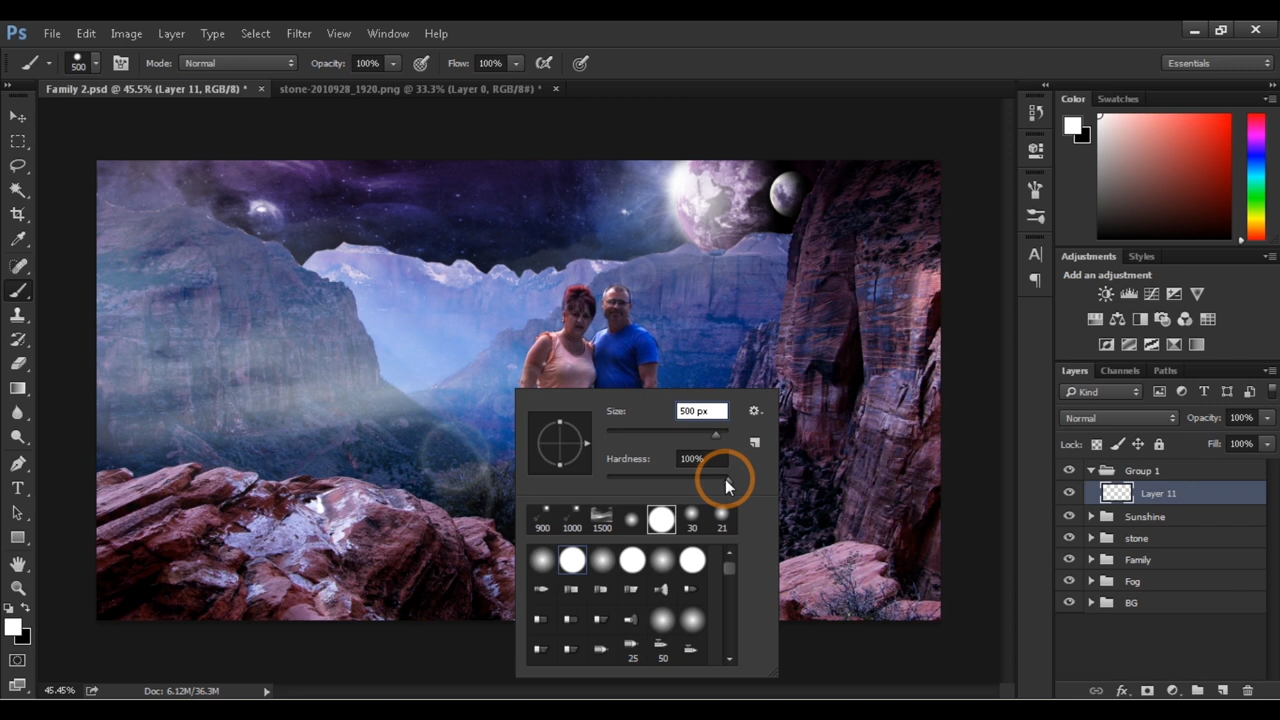 Ps File Edit Image Layer Type Select Filter View Window Help
500 Mode: Normal Opacity: 100% Flow: 100% Essentials
Family 2.psd @ 45.5% (Layer 11, RGB/8) * × stone-2010928_1920.png @ 33.3% (Layer 0, RGB/8#) * ×
Color Swatches
Adjustments Styles
Add an adjustment
Layers Channels Paths
Kind
Normal Opacity: 100%
Lock: Fill: 100%
Group 1
Layer 11
Sunshine
stone
Family
Fog
BG
Size: 500 px
Hardness: 100%
900 1000 1500 30 21
25 50
45.45% Doc: 6.12M/36.3M